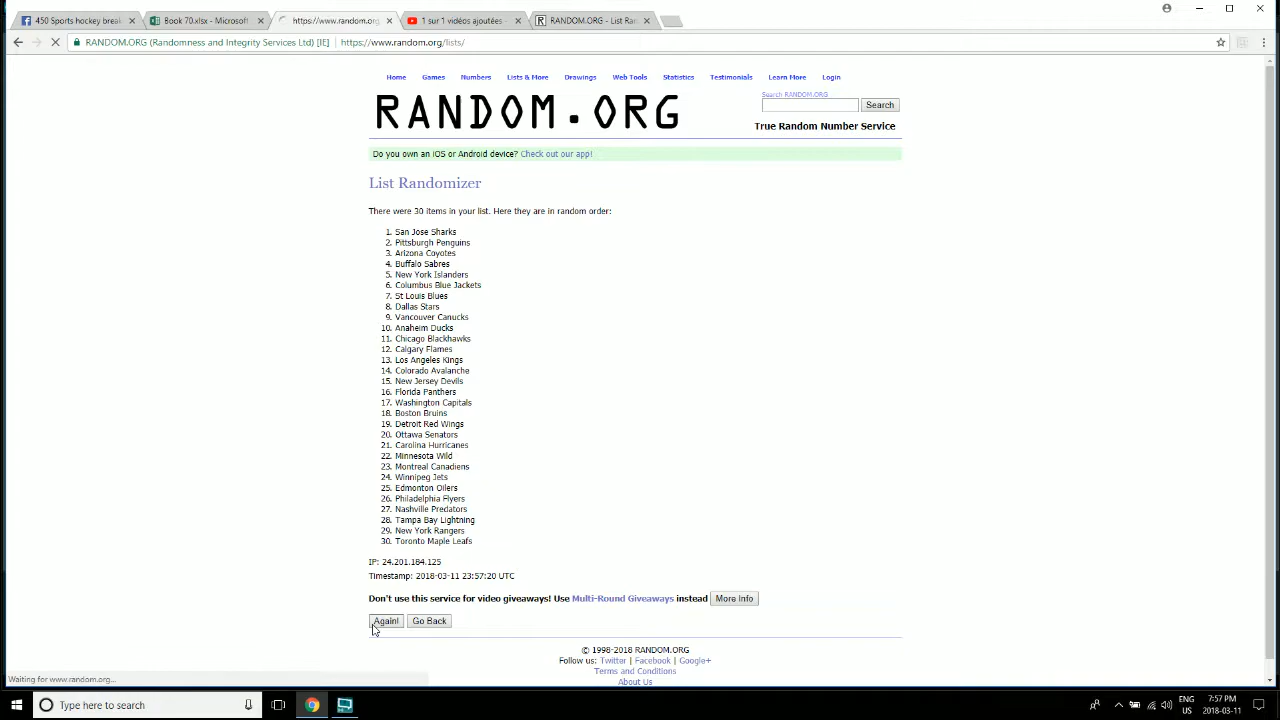 450 Sports hockey break
Book 70.xlsx - Microsoft
https://www.random.org
1 sur 1 vidéos ajoutées -
RANDOM.ORG - List Ran
RANDOM.ORG (Randomness and Integrity Services Ltd) [IE]
https://www.random.org/lists/
Home
Games
Numbers
Lists & More
Drawings
Web Tools
Statistics
Testimonials
Learn More
Login
RANDOM.ORG
Search RANDOM.ORG
Search
True Random Number Service
Do you own an iOS or Android device? Check out our app!
List Randomizer
There were 30 items in your list. Here they are in random order:
1. San Jose Sharks
2. Pittsburgh Penguins
3. Arizona Coyotes
4. Buffalo Sabres
5. New York Islanders
6. Columbus Blue Jackets
7. St Louis Blues
8. Dallas Stars
9. Vancouver Canucks
10. Anaheim Ducks
11. Chicago Blackhawks
12. Calgary Flames
13. Los Angeles Kings
14. Colorado Avalanche
15. New Jersey Devils
16. Florida Panthers
17. Washington Capitals
18. Boston Bruins
19. Detroit Red Wings
20. Ottawa Senators
21. Carolina Hurricanes
22. Minnesota Wild
23. Montreal Canadiens
24. Winnipeg Jets
25. Edmonton Oilers
26. Philadelphia Flyers
27. Nashville Predators
28. Tampa Bay Lightning
29. New York Rangers
30. Toronto Maple Leafs
IP: 24.201.184.125
Timestamp: 2018-03-11 23:57:20 UTC
Don't use this service for video giveaways! Use Multi-Round Giveaways instead
More Info
Again!
Go Back
© 1998-2018 RANDOM.ORG
Follow us: Twitter | Facebook | Google+
Terms and Conditions
About Us
Waiting for www.random.org...
Type here to search
ENG
US
7:57 PM
2018-03-11